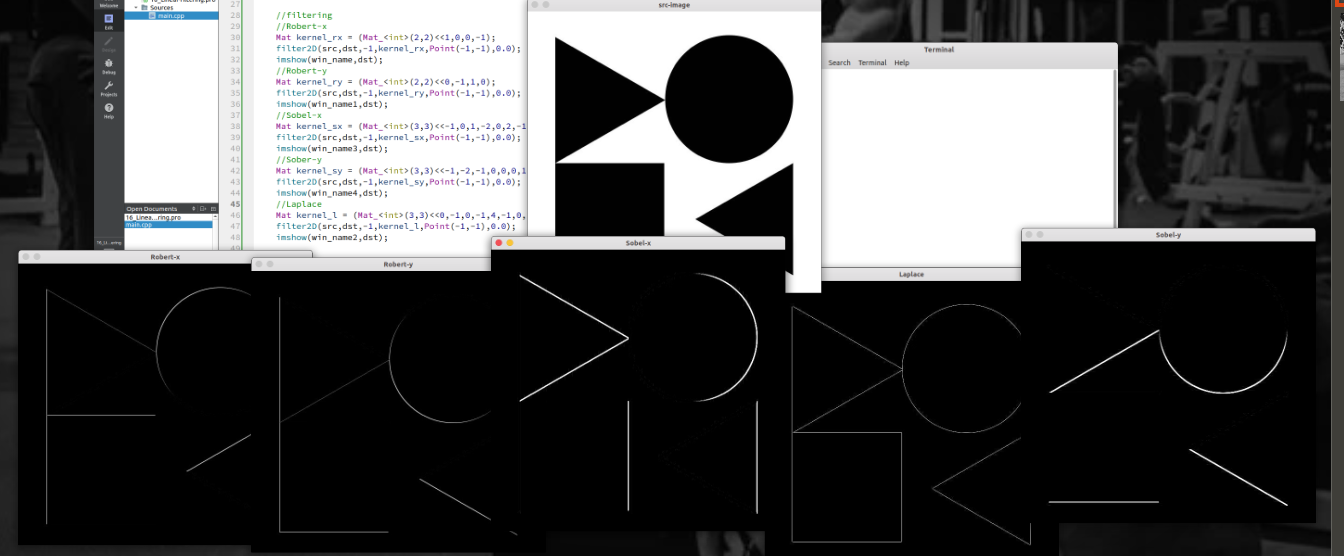 Welcome
Edit
Design
Debug
Projects
Help
Sources
main.cpp
Open Documents
16_Linea...ring.pro
main.cpp
27
28 //filtering
29 //Robert-x
30 Mat kernel_rx = (Mat_<int>(2,2)<<1,0,0,-1);
31 filter2D(src,dst,-1,kernel_rx,Point(-1,-1),0.0);
32 imshow(win_name,dst);
33 //Robert-y
34 Mat kernel_ry = (Mat_<int>(2,2)<<0,-1,1,0);
35 filter2D(src,dst,-1,kernel_ry,Point(-1,-1),0.0);
36 imshow(win_name1,dst);
37 //Sobel-x
38 Mat kernel_sx = (Mat_<int>(3,3)<<-1,0,1,-2,0,2,-1
39 filter2D(src,dst,-1,kernel_sx,Point(-1,-1),0.0);
40 imshow(win_name3,dst);
41 //Sober-y
42 Mat kernel_sy = (Mat_<int>(3,3)<<-1,-2,-1,0,0,0,1
43 filter2D(src,dst,-1,kernel_sy,Point(-1,-1),0.0);
44 imshow(win_name4,dst);
45 //Laplace
46 Mat kernel_l = (Mat_<int>(3,3)<<0,-1,0,-1,4,-1,0,
47 filter2D(src,dst,-1,kernel_l,Point(-1,-1),0.0);
48 imshow(win_name2,dst);
49
src-image
Terminal
Search Terminal Help
Robert-x
Robert-y
Sobel-x
Laplace
Sobel-y